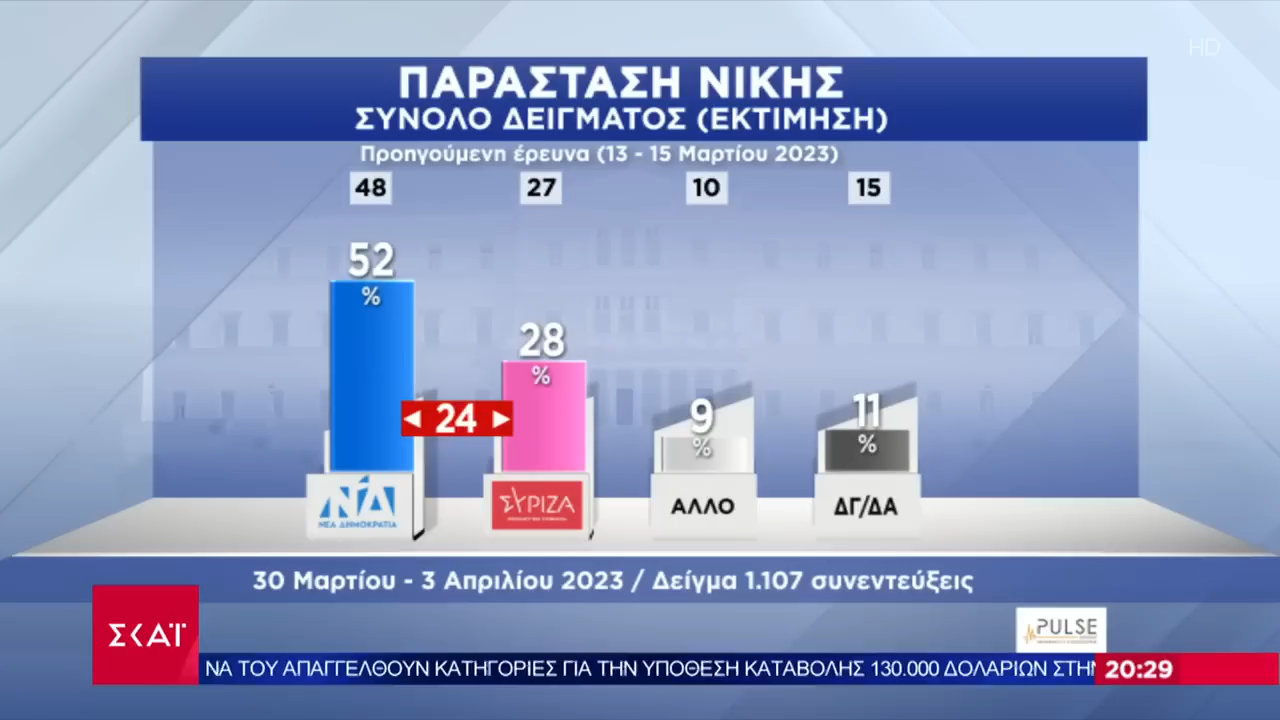 HD
ΠΑΡΑΣΤΑΣΗ ΝΙΚΗΣ
ΣΥΝΟΛΟ ΔΕΙΓΜΑΤΟΣ (ΕΚΤΙΜΗΣΗ)
Προηγούμενη έρευνα (13 - 15 Μαρτίου 2023)
48 27 10 15
52 % 28 % 9 % 11 %
24
ΝΔ
ΝΕΑ ΔΗΜΟΚΡΑΤΙΑ
ΣΥΡΙΖΑ
ΑΛΛΟ
ΔΓ/ΔΑ
30 Μαρτίου - 3 Απριλίου 2023 / Δείγμα 1.107 συνεντεύξεις
PULSE
ΣΚΑΪ
ΝΑ ΤΟΥ ΑΠΑΓΓΕΛΘΟΥΝ ΚΑΤΗΓΟΡΙΕΣ ΓΙΑ ΤΗΝ ΥΠΟΘΕΣΗ ΚΑΤΑΒΟΛΗΣ 130.000 ΔΟΛΑΡΙΩΝ ΣΤΗΝ
20:29